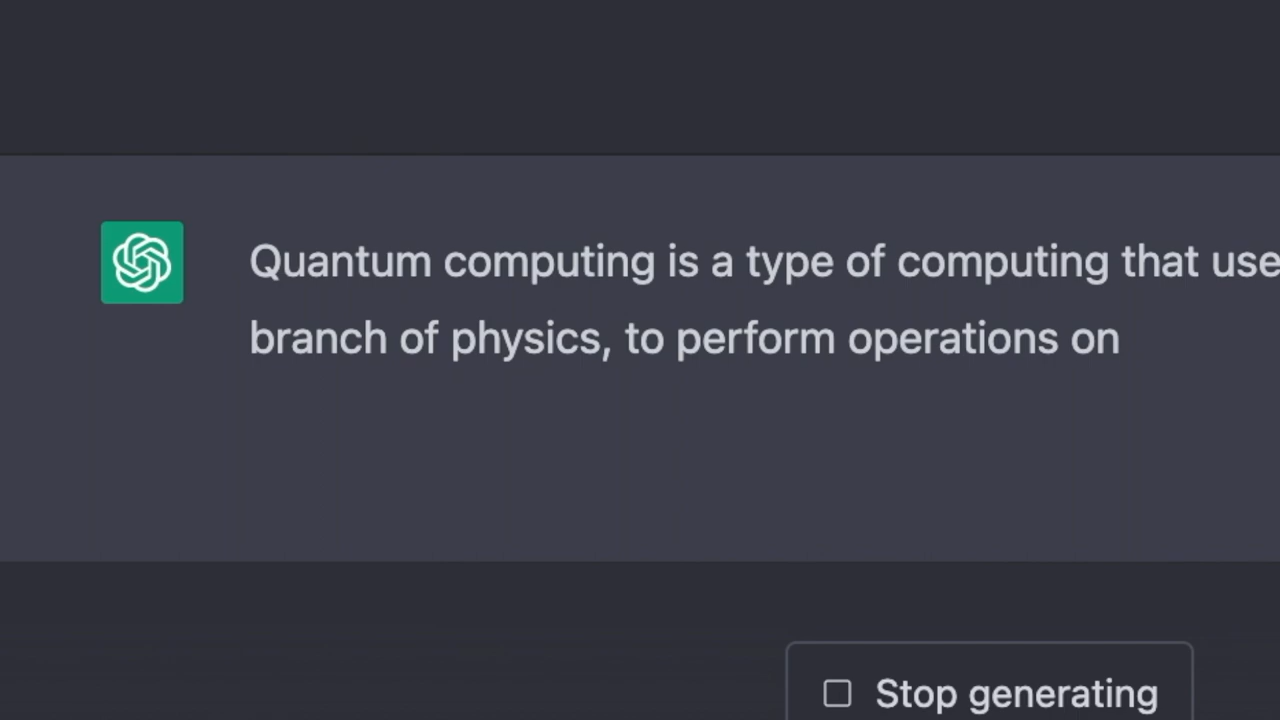 Quantum computing is a type of computing that use
branch of physics, to perform operations on
Stop generating